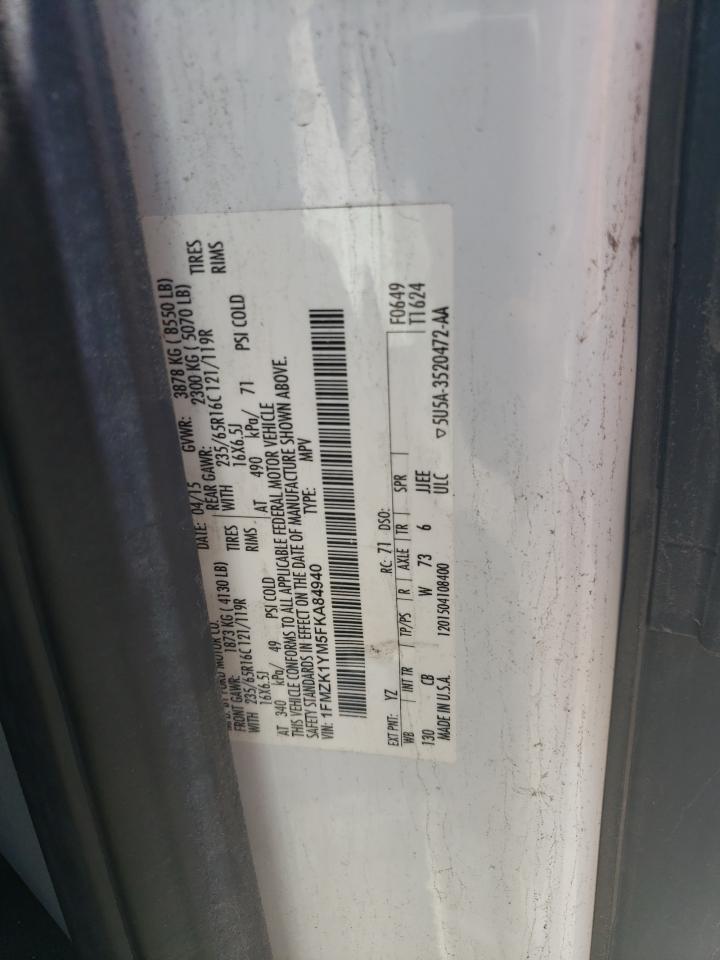 MFD. BY FORD MOTOR CO.
DATE: 04/15 GVWR: 3878 KG ( 8550 LB)
FRONT GAWR: 1873 KG ( 4130 LB) REAR GAWR: 2300 KG ( 5070 LB)
WITH 235/65R16C 121/119R TIRES WITH 235/65R16C 121/119R TIRES
16X6.5J RIMS 16X6.5J RIMS
AT 340 kPa/ 49 PSI COLD AT 490 kPa/ 71 PSI COLD
THIS VEHICLE CONFORMS TO ALL APPLICABLE FEDERAL MOTOR VEHICLE
SAFETY STANDARDS IN EFFECT ON THE DATE OF MANUFACTURE SHOWN ABOVE.
VIN: 1FMZK1YM5FKA84940 TYPE: MPV
EXT PNT: YZ RC: 71 DSO: F0649
WB INT TR TP/PS R AXLE TR SPR T1624
130 CB W 73 6 JJEE
MADE IN U.S.A. 1201504108400 ULC ▽5U5A-3520472-AA